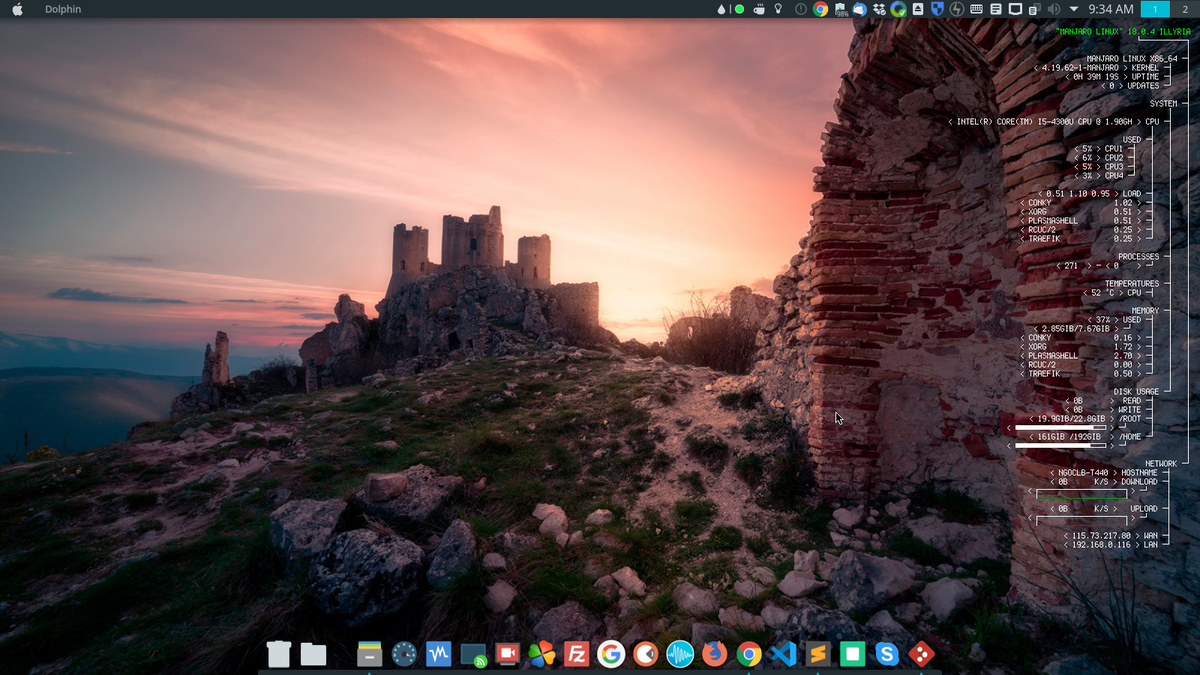 Dolphin
98%
9:34 AM
1
2
"MANJARO LINUX" 18.0.4 ILLYRIA
MANJARO LINUX X86_64
< 4.19.62-1-MANJARO > KERNEL
< 0H 39M 19S > UPTIME
< 0 > UPDATES
SYSTEM
< INTEL(R) CORE(TM) I5-4300U CPU @ 1.90GH > CPU
USED
< 5% > CPU1
< 6% > CPU2
< 5% > CPU3
< 3% > CPU4
< 0.51 1.10 0.95 > LOAD
< CONKY 1.02 >
< XORG 0.51 >
< PLASMASHELL 0.51 >
< RCUC/2 0.25 >
< TRAEFIK 0.25 >
PROCESSES
< 271 > - < 0 >
TEMPERATURES
< 52 °C > CPU
MEMORY
< 37% > USED
< 2.85GIB/7.67GIB >
< CONKY 0.16 >
< XORG 1.72 >
< PLASMASHELL 2.70 >
< RCUC/2 0.00 >
< TRAEFIK 0.50 >
DISK USAGE
< 0B > READ
< 0B > WRITE
< 19.9GIB/22.8GIB > /ROOT
< >
< 161GIB /192GIB > /HOME
< >
NETWORK
< NGOCLB-T440 > HOSTNAME
< 0B K/S > DOWNLOAD
< >
< 0B K/S > UPLOAD
< >
< 115.73.217.80 > WAN
< 192.168.0.116 > LAN